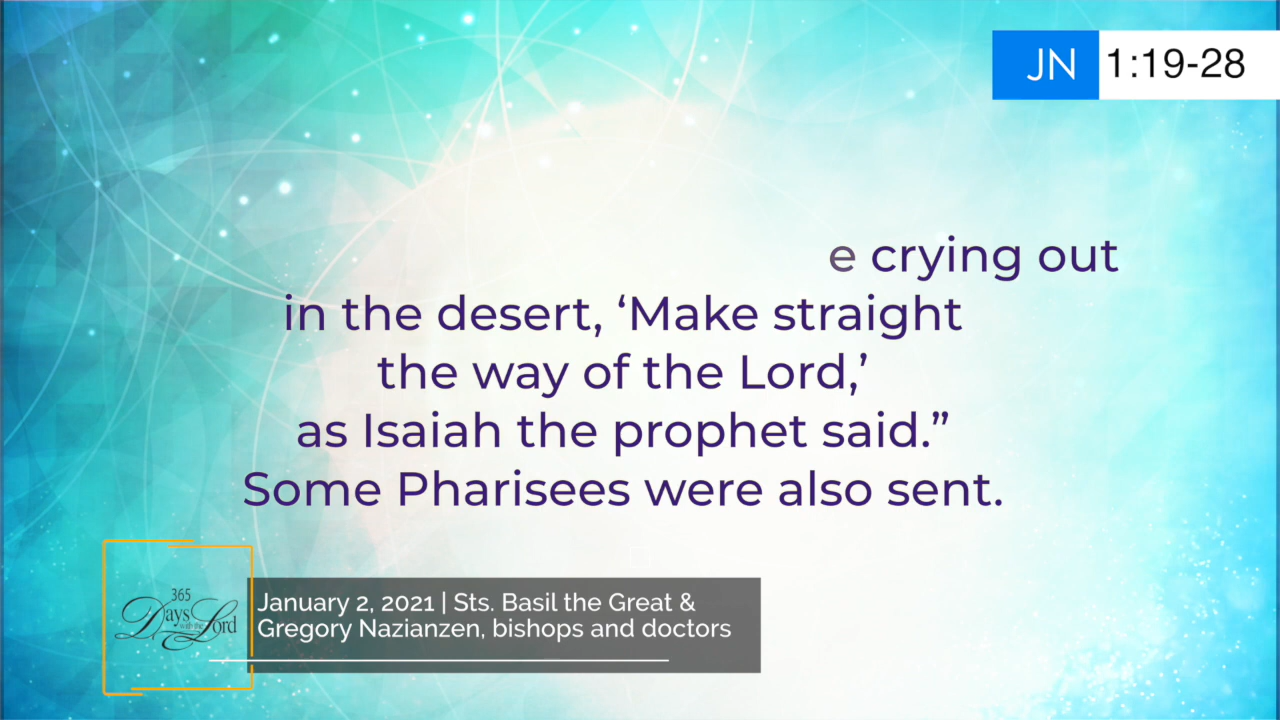 JN 1:19-28
e crying out
in the desert, ‘Make straight
the way of the Lord,’
as Isaiah the prophet said.”
Some Pharisees were also sent.
365
Days with the Lord
January 2, 2021 | Sts. Basil the Great &
Gregory Nazianzen, bishops and doctors